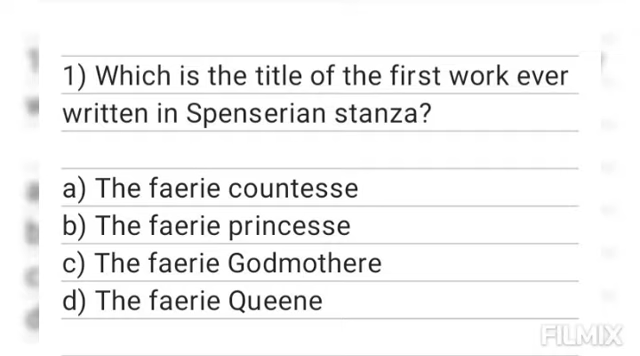 1) Which is the title of the first work ever
written in Spenserian stanza?
a) The faerie countesse
b) The faerie princesse
c) The faerie Godmothere
d) The faerie Queene
FILMIX